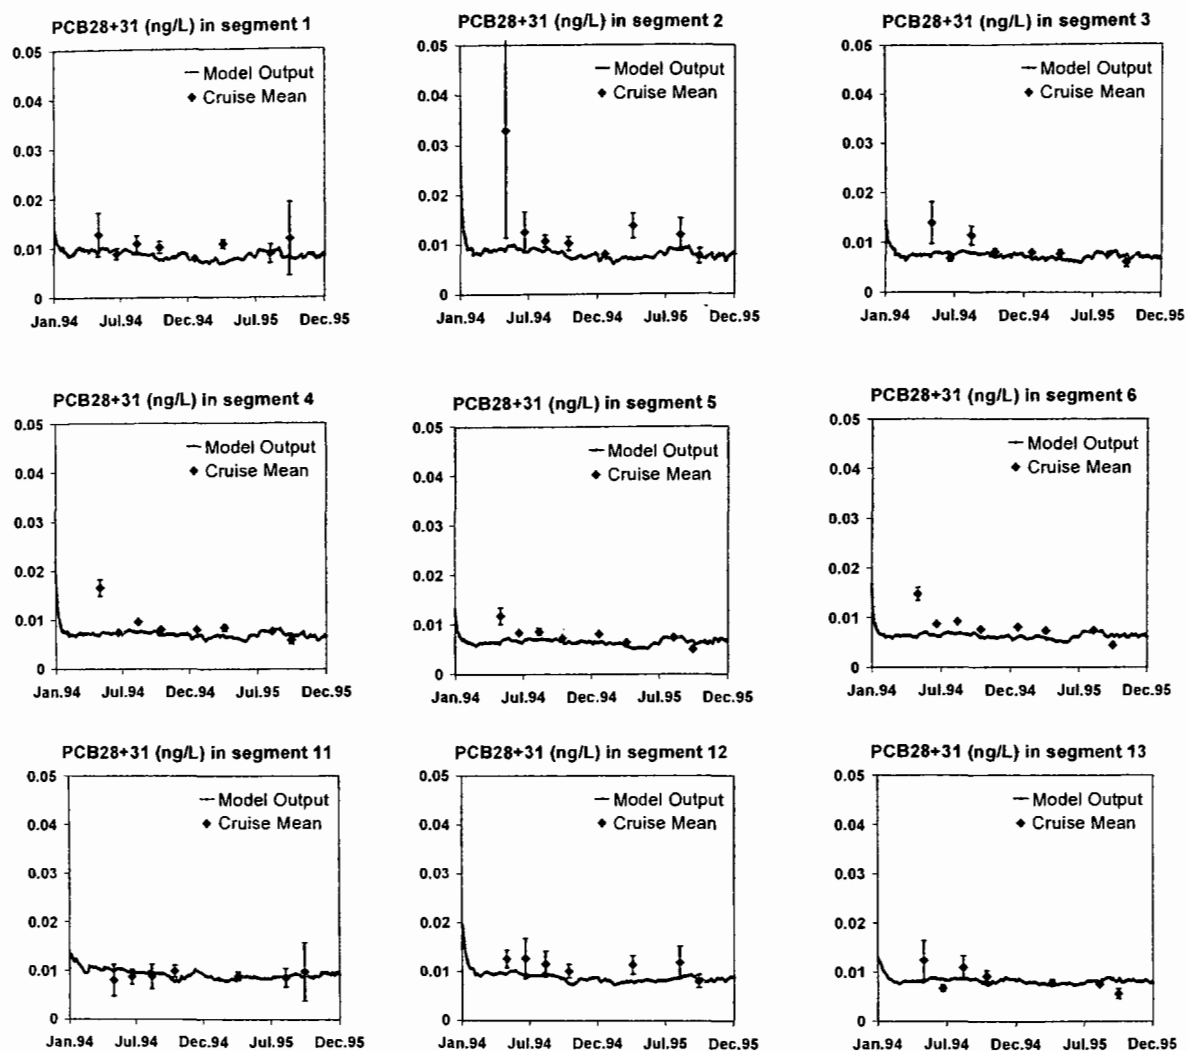 PCB28+31 (ng/L) in segment 1
0.05
0.04
0.03
0.02
0.01
0
Model Output
Cruise Mean
Jan.94 Jul.94 Dec.94 Jul.95 Dec.95
PCB28+31 (ng/L) in segment 2
0.05
0.04
0.03
0.02
0.01
0
Model Output
Cruise Mean
Jan.94 Jul.94 Dec.94 Jul.95 Dec.95
PCB28+31 (ng/L) in segment 3
0.05
0.04
0.03
0.02
0.01
0
Model Output
Cruise Mean
Jan.94 Jul.94 Dec.94 Jul.95 Dec.95
PCB28+31 (ng/L) in segment 4
0.05
0.04
0.03
0.02
0.01
0
Model Output
Cruise Mean
Jan.94 Jul.94 Dec.94 Jul.95 Dec.95
PCB28+31 (ng/L) in segment 5
0.05
0.04
0.03
0.02
0.01
0
Model Output
Cruise Mean
Jan.94 Jul.94 Dec.94 Jul.95 Dec.95
PCB28+31 (ng/L) in segment 6
0.05
0.04
0.03
0.02
0.01
0
Model Output
Cruise Mean
Jan.94 Jul.94 Dec.94 Jul.95 Dec.95
PCB28+31 (ng/L) in segment 11
0.05
0.04
0.03
0.02
0.01
0
Model Output
Cruise Mean
Jan.94 Jul.94 Dec.94 Jul.95 Dec.95
PCB28+31 (ng/L) in segment 12
0.05
0.04
0.03
0.02
0.01
0
Model Output
Cruise Mean
Jan.94 Jul.94 Dec.94 Jul.95 Dec.95
PCB28+31 (ng/L) in segment 13
0.05
0.04
0.03
0.02
0.01
0
Model Output
Cruise Mean
Jan.94 Jul.94 Dec.94 Jul.95 Dec.95